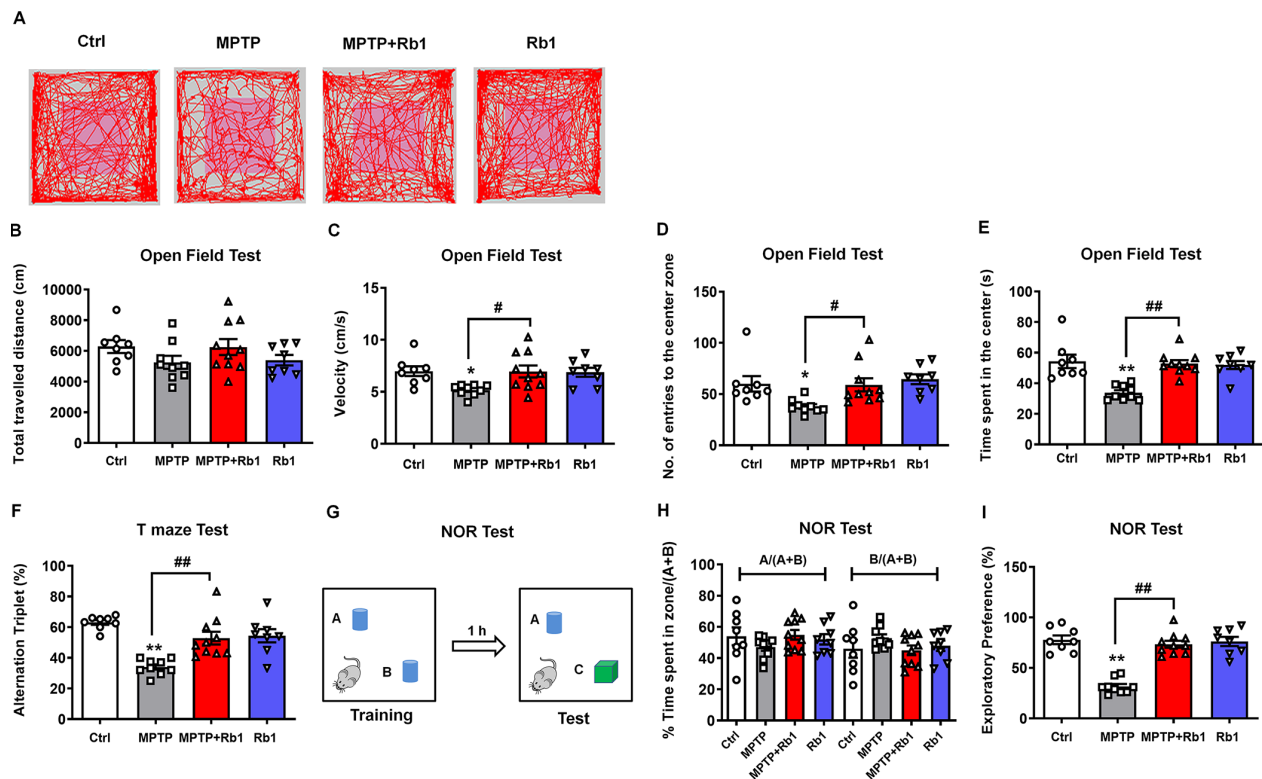 A
Ctrl MPTP MPTP+Rb1 Rb1
B
Open Field Test
Total travelled distance (cm)
10000
8000
6000
4000
2000
0
Ctrl MPTP MPTP+Rb1 Rb1
C
Open Field Test
Velocity (cm/s)
15
10
5
0
#
*
Ctrl MPTP MPTP+Rb1 Rb1
D
Open Field Test
No. of entries to the center zone
150
100
50
0
#
*
Ctrl MPTP MPTP+Rb1 Rb1
E
Open Field Test
Time spent in the center (s)
100
80
60
40
20
0
##
**
Ctrl MPTP MPTP+Rb1 Rb1
F
T maze Test
Alternation Triplet (%)
100
80
60
40
20
0
##
**
Ctrl MPTP MPTP+Rb1 Rb1
G
NOR Test
A
B
Training
1 h
A
C
Test
H
NOR Test
% Time spent in zone/(A+B)
100
80
60
40
20
0
A/(A+B) B/(A+B)
Ctrl MPTP MPTP+Rb1 Rb1 Ctrl MPTP MPTP+Rb1 Rb1
I
NOR Test
Exploratory Preference (%)
150
100
50
0
##
**
Ctrl MPTP MPTP+Rb1 Rb1